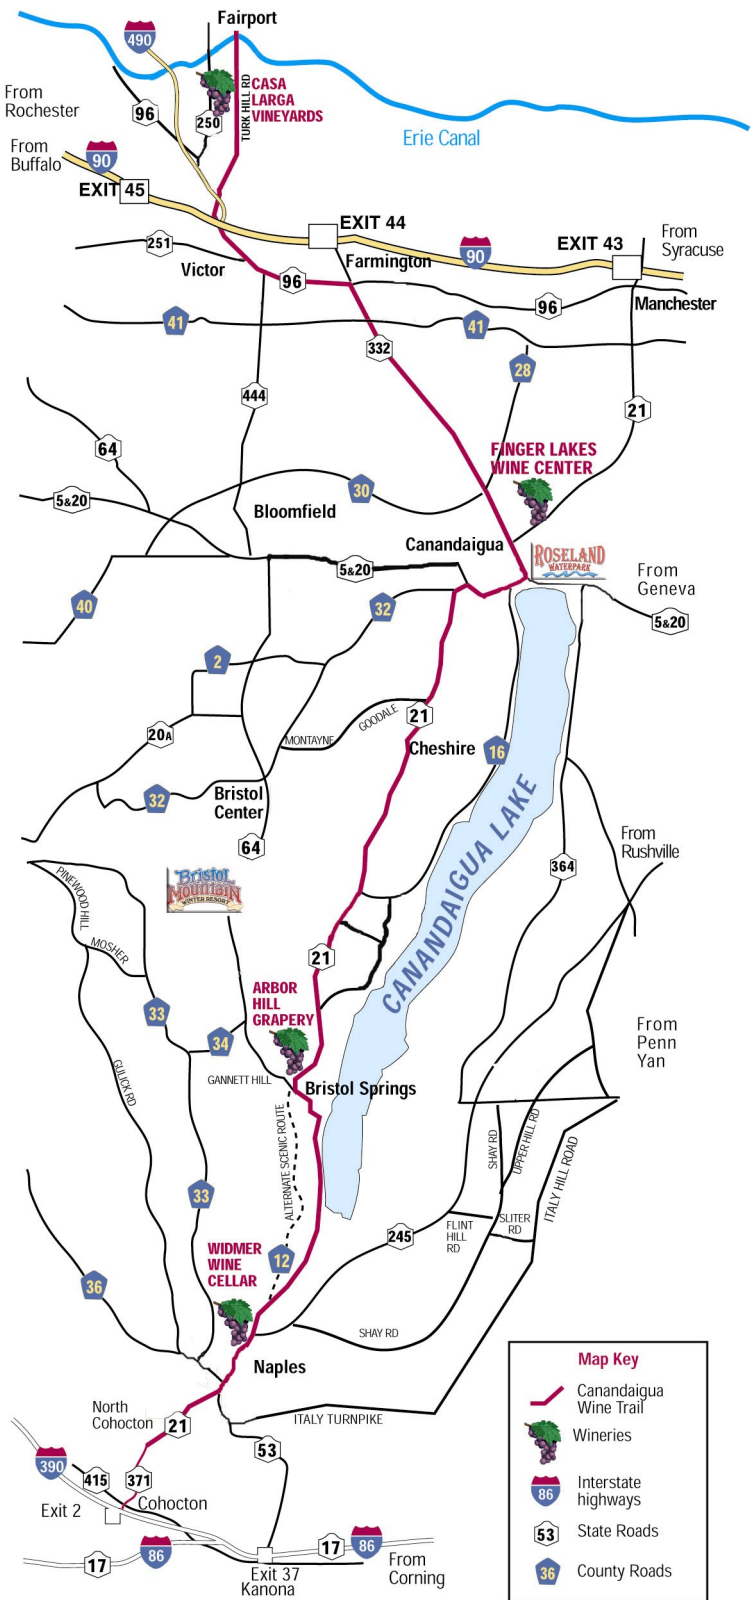 Fairport
490
From
Rochester
96
250
TURK HILL RD
CASA
LARGA
VINEYARDS
Erie Canal
From
Buffalo
90
EXIT 45
EXIT 44
90
EXIT 43
From
Syracuse
251
Victor
96
Farmington
96
Manchester
41
332
41
28
444
21
64
FINGER LAKES
WINE CENTER
5&20
30
Bloomfield
Canandaigua
ROSELAND
WATERPARK
5&20
From
Geneva
5&20
40
32
2
20A
MONTAYNE
GOODALE
21
Cheshire
16
32
Bristol
Center
64
CANANDAIGUA LAKE
From
Rushville
364
Bristol
Mountain
WINTER RESORT
PINEWOOD HILL
MOSHER
21
33
ARBOR
HILL
GRAPERY
34
GANNETT HILL
Bristol Springs
From
Penn
Yan
GULICK RD
ALTERNATE SCENIC ROUTE
SHAY RD
UPPER HILL RD
ITALY HILL ROAD
33
FLINT
HILL
RD
SLITER
RD
245
WIDMER
WINE
CELLAR
12
36
SHAY RD
Naples
North
Cohocton
21
ITALY TURNPIKE
53
390
415
371
Cohocton
Exit 2
17
86
17
86
Exit 37
Kanona
From
Corning
Map Key
Canandaigua
Wine Trail
Wineries
86
Interstate
highways
53
State Roads
36
County Roads